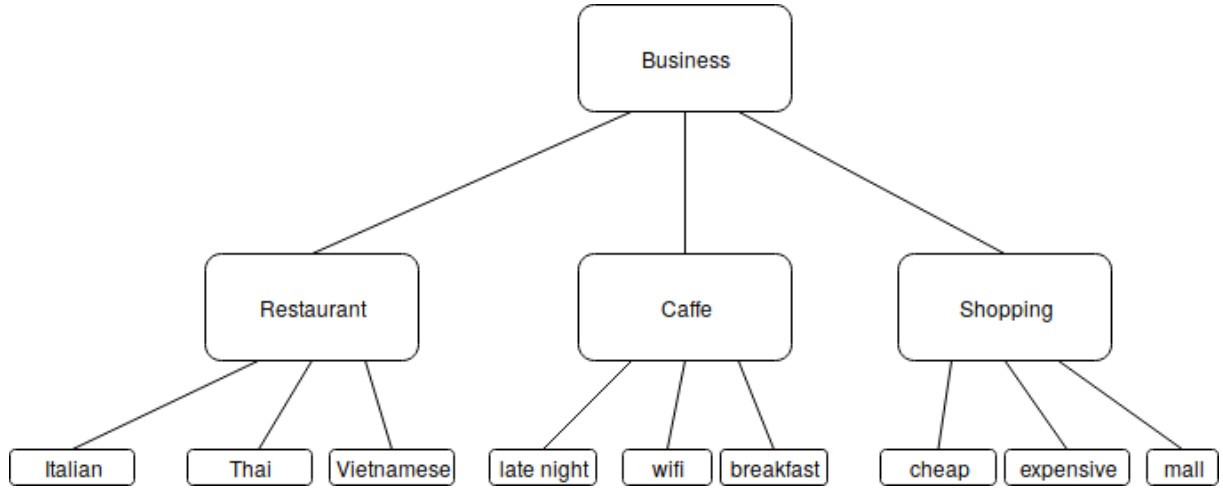 Business
Restaurant
Caffe
Shopping
Italian
Thai
Vietnamese
late night
wifi
breakfast
cheap
expensive
mall